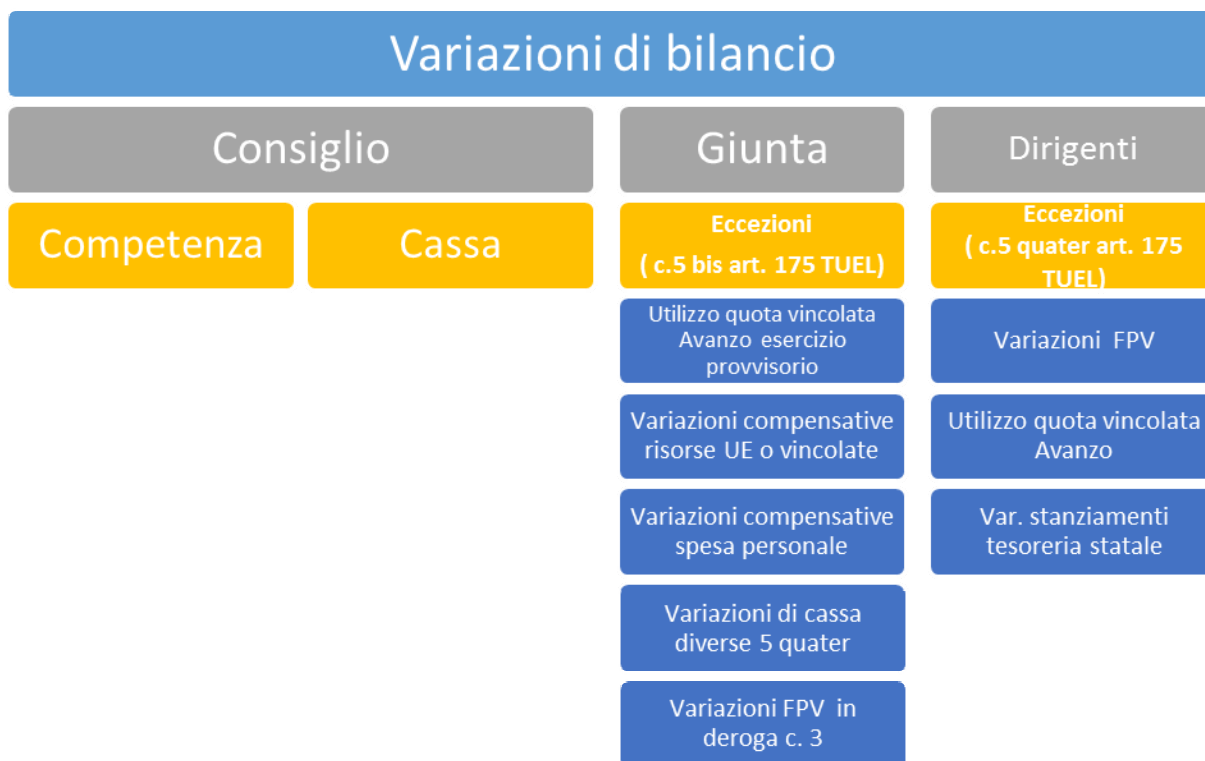 Variazioni di bilancio
Consiglio
Giunta
Dirigenti
Competenza
Cassa
Eccezioni
( c.5 bis art. 175 TUEL)
Eccezioni
( c.5 quater art. 175
TUEL)
Utilizzo quota vincolata
Avanzo esercizio
provvisorio
Variazioni FPV
Variazioni compensative
risorse UE o vincolate
Utilizzo quota vincolata
Avanzo
Variazioni compensative
spesa personale
Var. stanziamenti
tesoreria statale
Variazioni di cassa
diverse 5 quater
Variazioni FPV in
deroga c. 3